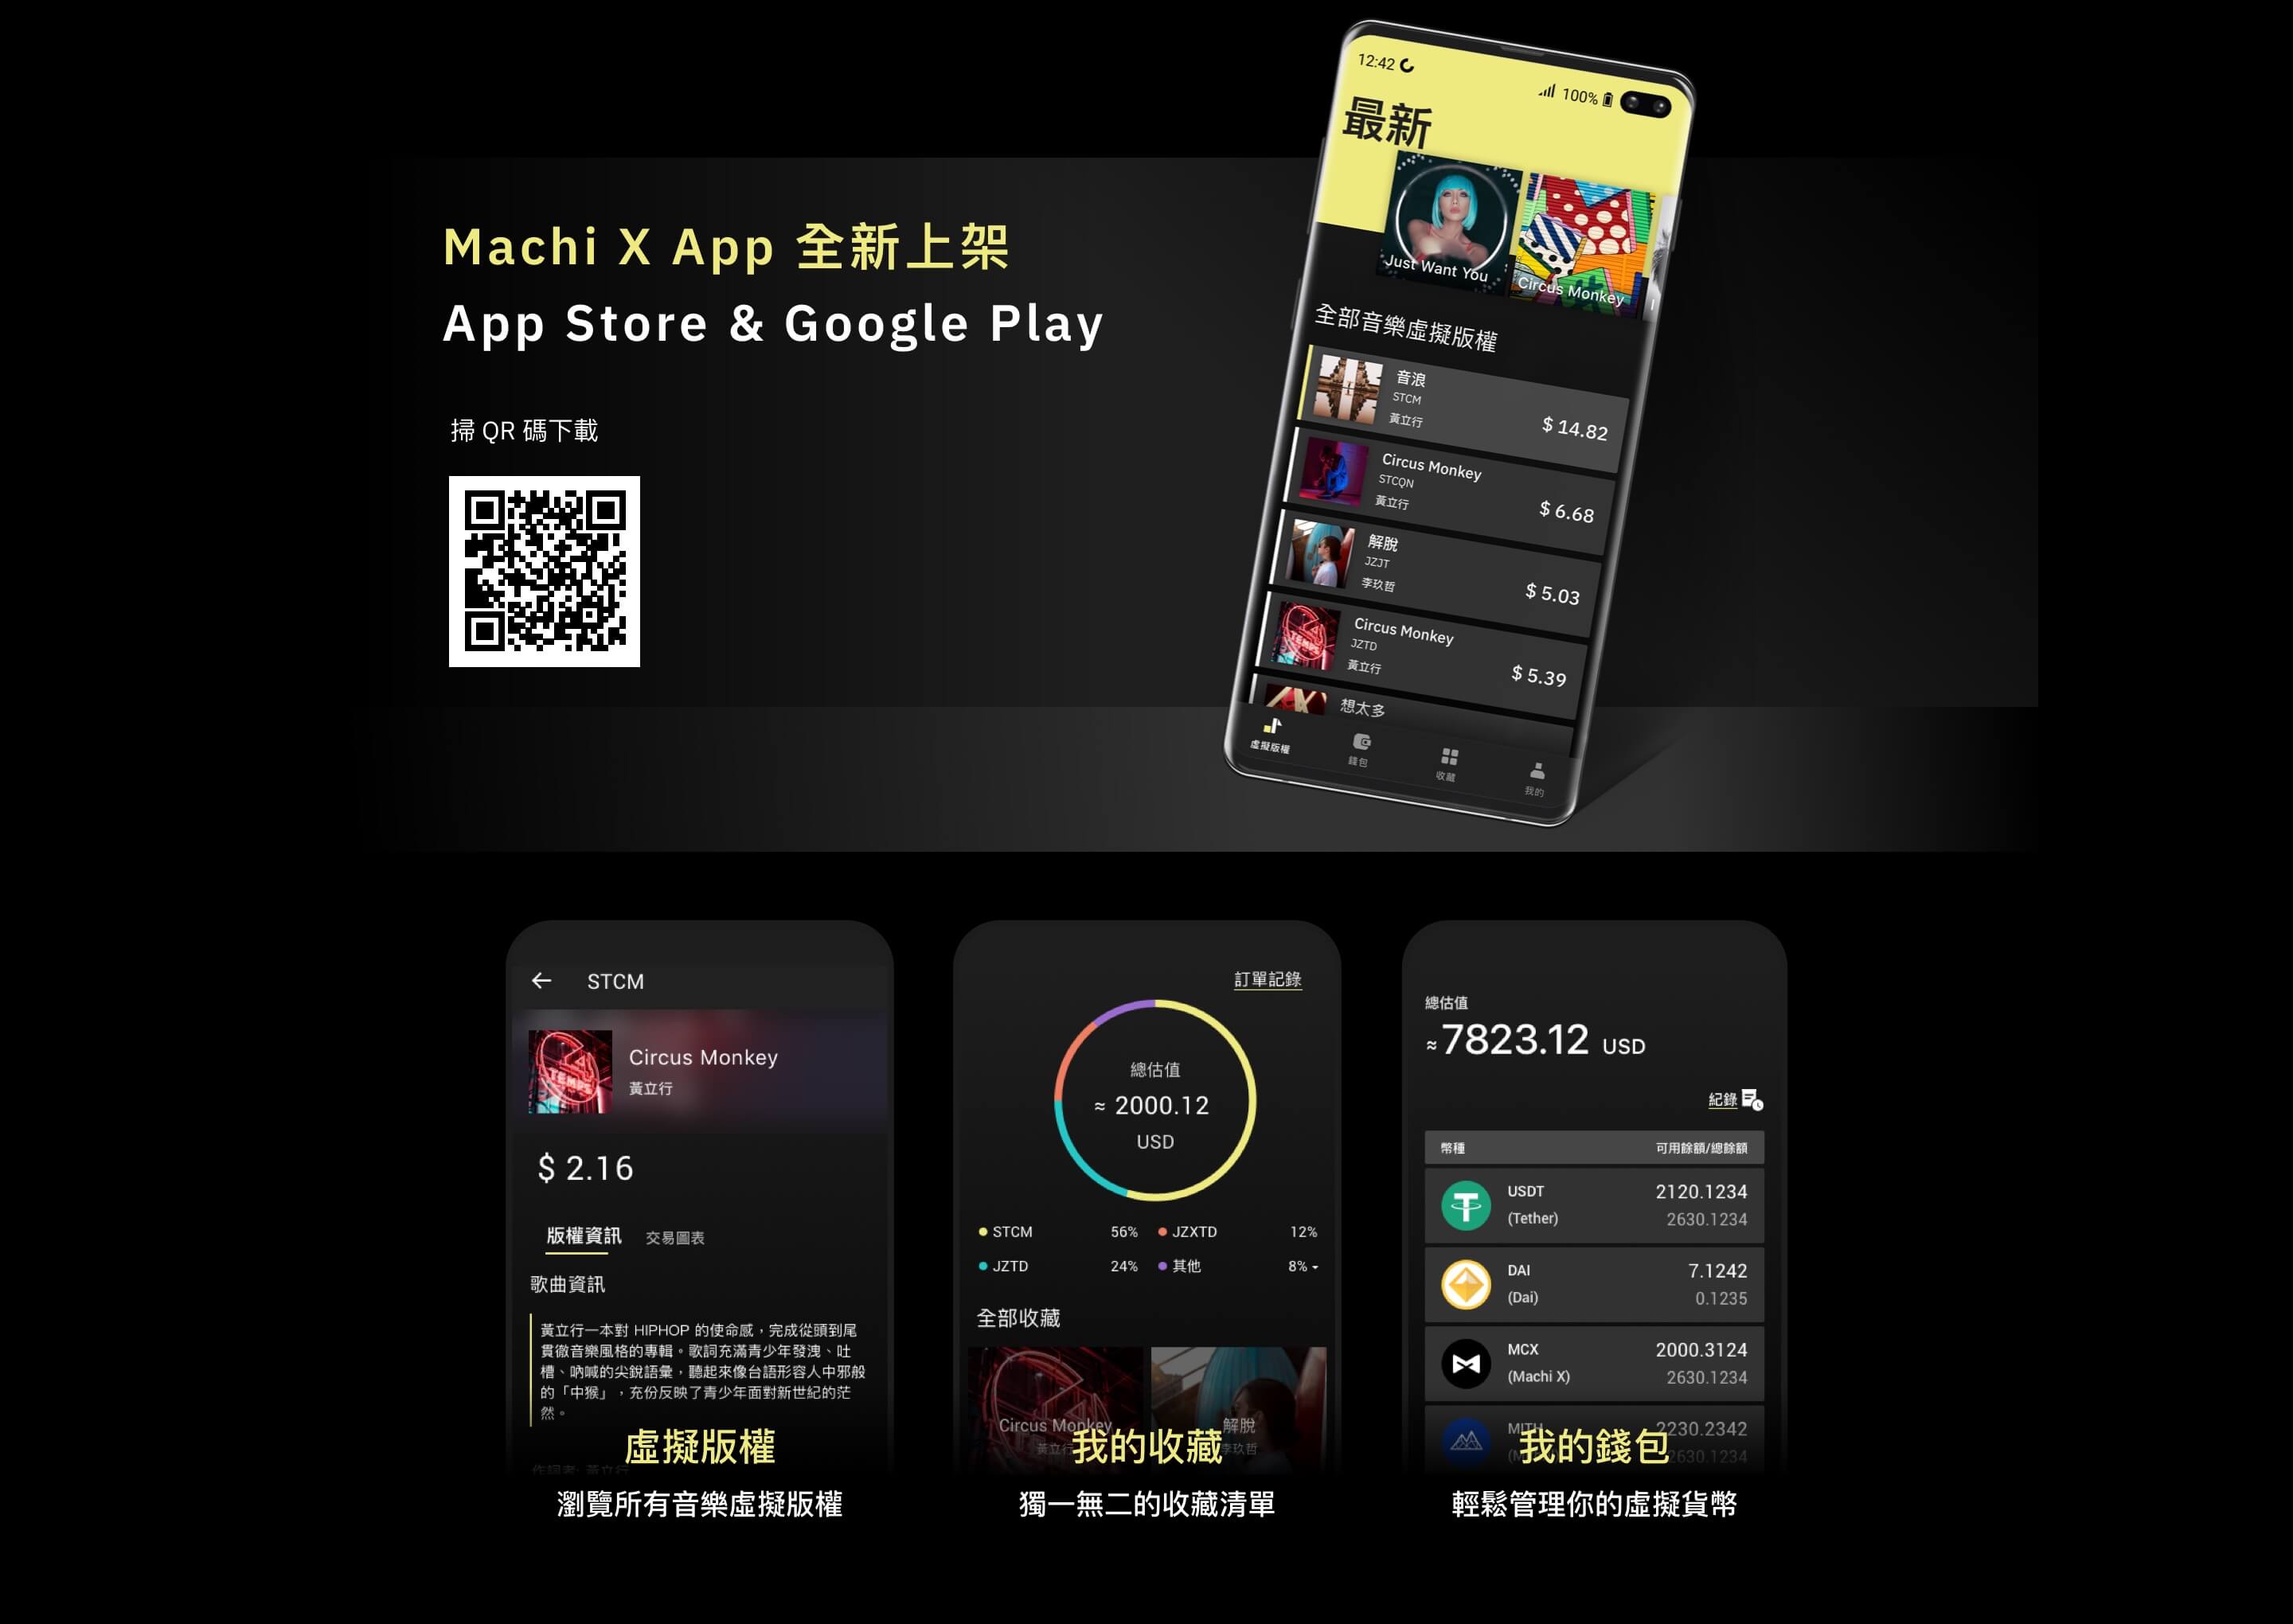 Machi X App 全新上架
App Store & Google Play
掃 QR 碼下載
12:42
100%
最新
Just Want You
Circus Monkey
全部音樂虛擬版權
音浪
STCM
黃立行
$ 14.82
Circus Monkey
STCQN
黃立行
$ 6.68
解脫
JZJT
李玖哲
$ 5.03
Circus Monkey
JZTD
黃立行
$ 5.39
想太多
虛擬版權
錢包
收藏
我的
STCM
Circus Monkey
黃立行
$ 2.16
版權資訊 交易圖表
歌曲資訊
黃立行一本對 HIPHOP 的使命感，完成從頭到尾
貫徹音樂風格的專輯。歌詞充滿青少年發洩、吐
槽、吶喊的尖銳語彙，聽起來像台語形容人中邪般
的「中猴」，充份反映了青少年面對新世紀的茫
然。
作詞者: 黃立行
虛擬版權
瀏覽所有音樂虛擬版權
訂單記錄
總估值
≈ 2000.12
USD
STCM 56% JZXTD 12%
JZTD 24% 其他 8%
全部收藏
Circus Monkey
黃立行
解脫
李玖哲
我的收藏
獨一無二的收藏清單
總估值
≈ 7823.12 USD
紀錄
幣種 可用餘額/總餘額
USDT 2120.1234
(Tether) 2630.1234
DAI 7.1242
(Dai) 0.1235
MCX 2000.3124
(Machi X) 2630.1234
MITH 2230.2342
2630.1234
我的錢包
輕鬆管理你的虛擬貨幣